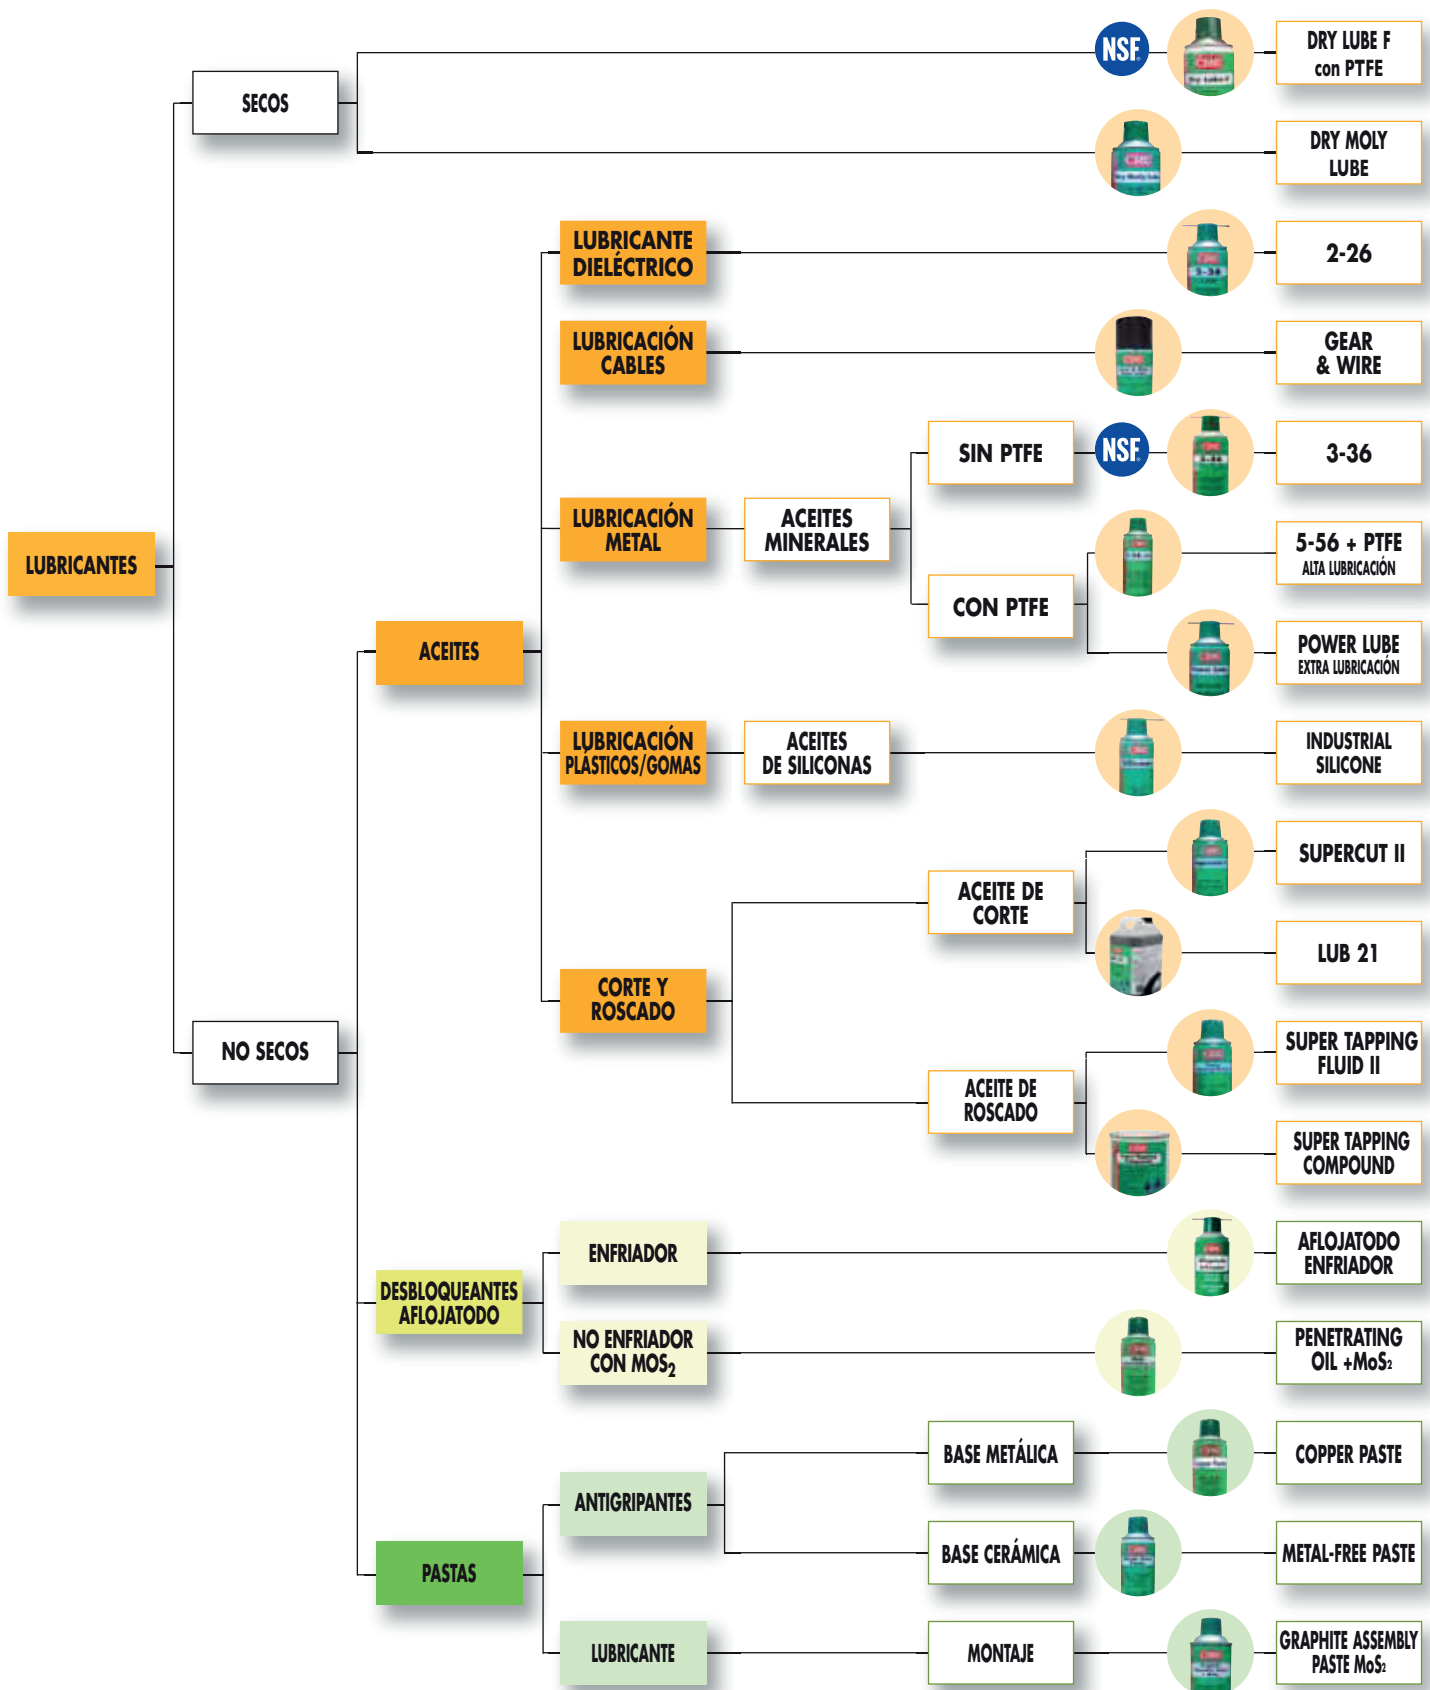 NSF
DRY LUBE F
con PTFE
SECOS
DRY MOLY
LUBE
LUBRICANTE
DIELÉCTRICO
2-26
LUBRICACIÓN
CABLES
GEAR
& WIRE
SIN PTFE
NSF
3-36
LUBRICACIÓN
METAL
ACEITES
MINERALES
5-56 + PTFE
ALTA LUBRICACIÓN
LUBRICANTES
CON PTFE
ACEITES
POWER LUBE
EXTRA LUBRICACIÓN
LUBRICACIÓN
PLÁSTICOS/GOMAS
ACEITES
DE SILICONAS
INDUSTRIAL
SILICONE
SUPERCUT II
ACEITE DE
CORTE
LUB 21
CORTE Y
ROSCADO
NO SECOS
SUPER TAPPING
FLUID II
ACEITE DE
ROSCADO
SUPER TAPPING
COMPOUND
ENFRIADOR
AFLOJATODO
ENFRIADOR
DESBLOQUEANTES
AFLOJATODO
NO ENFRIADOR
CON MOS2
PENETRATING
OIL +MoS2
BASE METÁLICA
COPPER PASTE
ANTIGRIPANTES
BASE CERÁMICA
METAL-FREE PASTE
PASTAS
LUBRICANTE
MONTAJE
GRAPHITE ASSEMBLY
PASTE MoS2